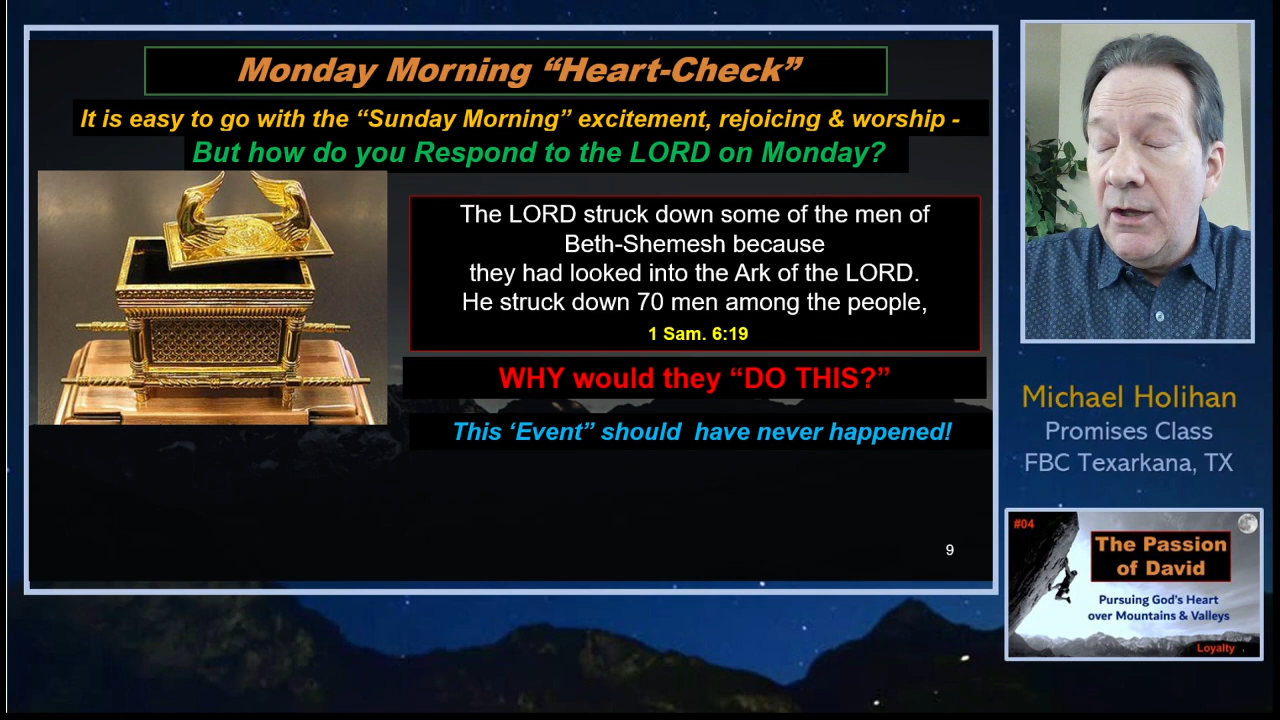 Monday Morning “Heart-Check”
It is easy to go with the “Sunday Morning” excitement, rejoicing & worship -
But how do you Respond to the LORD on Monday?
The LORD struck down some of the men of
Beth-Shemesh because
they had looked into the Ark of the LORD.
He struck down 70 men among the people,
1 Sam. 6:19
WHY would they “DO THIS?”
This ‘Event” should have never happened!
9
Michael Holihan
Promises Class
FBC Texarkana, TX
#04
The Passion
of David
Pursuing God's Heart
over Mountains & Valleys
Loyalty .